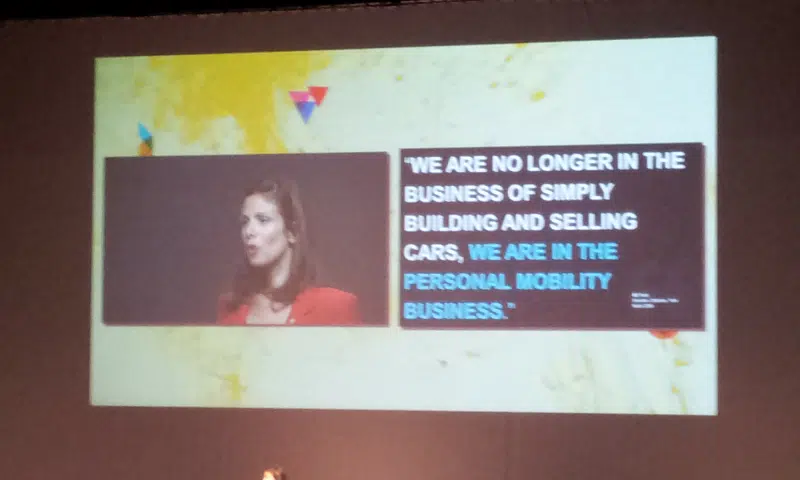 “WE ARE NO LONGER IN THE
BUSINESS OF SIMPLY
BUILDING AND SELLING
CARS, WE ARE IN THE
PERSONAL MOBILITY
BUSINESS.”